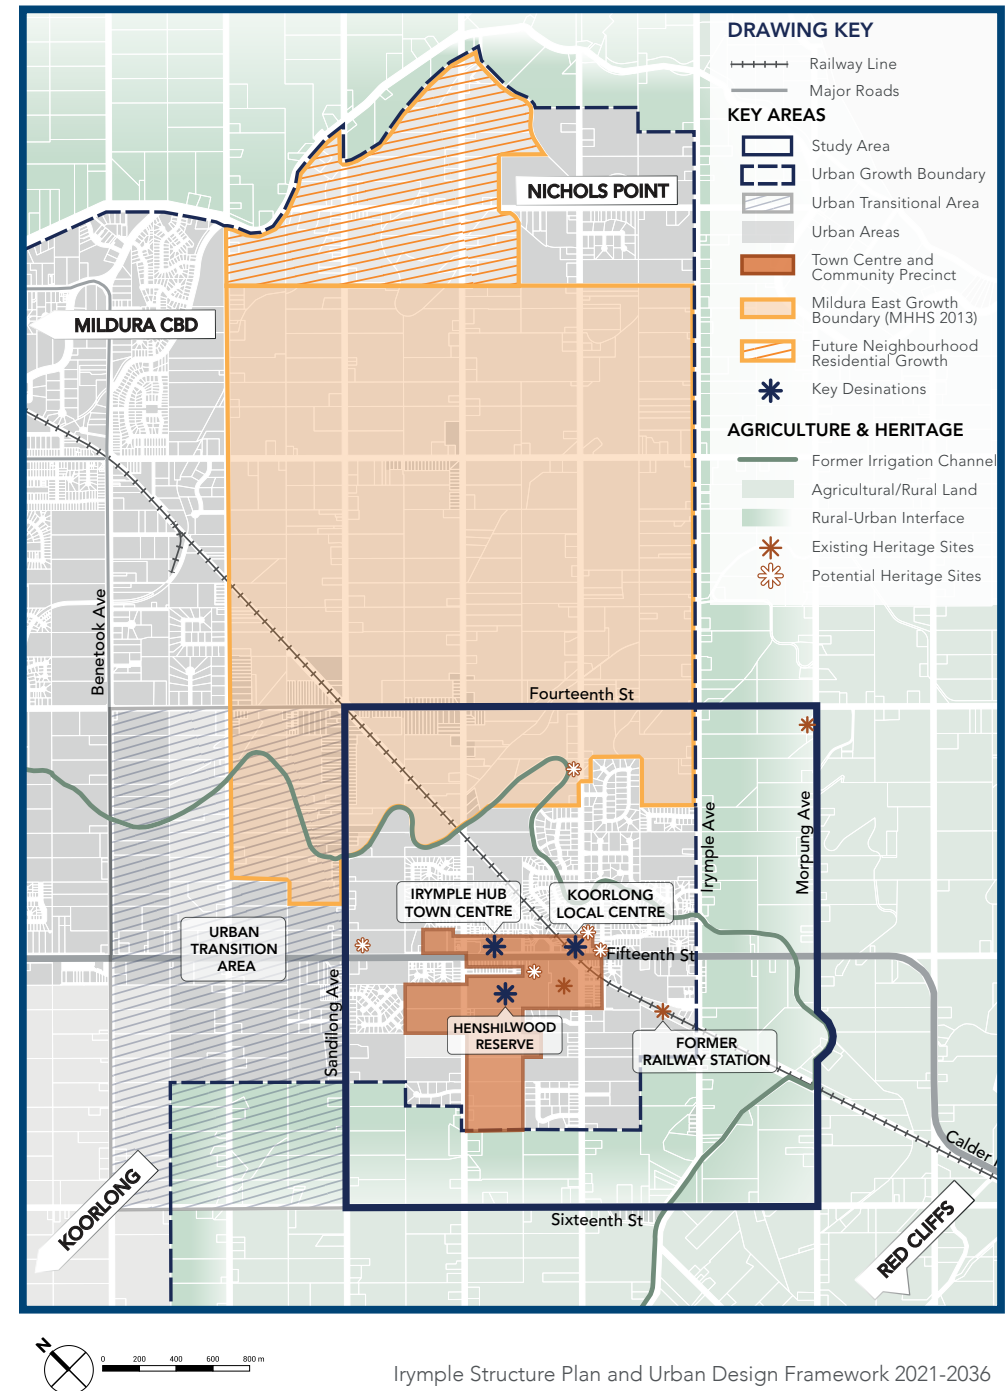 DRAWING KEY
Railway Line
Major Roads
KEY AREAS
Study Area
Urban Growth Boundary
Urban Transitional Area
Urban Areas
Town Centre and
Community Precinct
Mildura East Growth
Boundary (MHHS 2013)
Future Neighbourhood
Residential Growth
Key Desinations
AGRICULTURE & HERITAGE
Former Irrigation Channel
Agricultural/Rural Land
Rural-Urban Interface
Existing Heritage Sites
Potential Heritage Sites
NICHOLS POINT
MILDURA CBD
Benetook Ave
Fourteenth St
Irymple Ave
Morpung Ave
IRYMPLE HUB
TOWN CENTRE
KOORLONG
LOCAL CENTRE
URBAN
TRANSITION
AREA
Fifteenth St
Sandilong Ave
HENSHILWOOD
RESERVE
FORMER
RAILWAY STATION
Calder
KOORLONG
RED CLIFFS
Sixteenth St
N
0 200 400 600 800 m
Irymple Structure Plan and Urban Design Framework 2021-2036